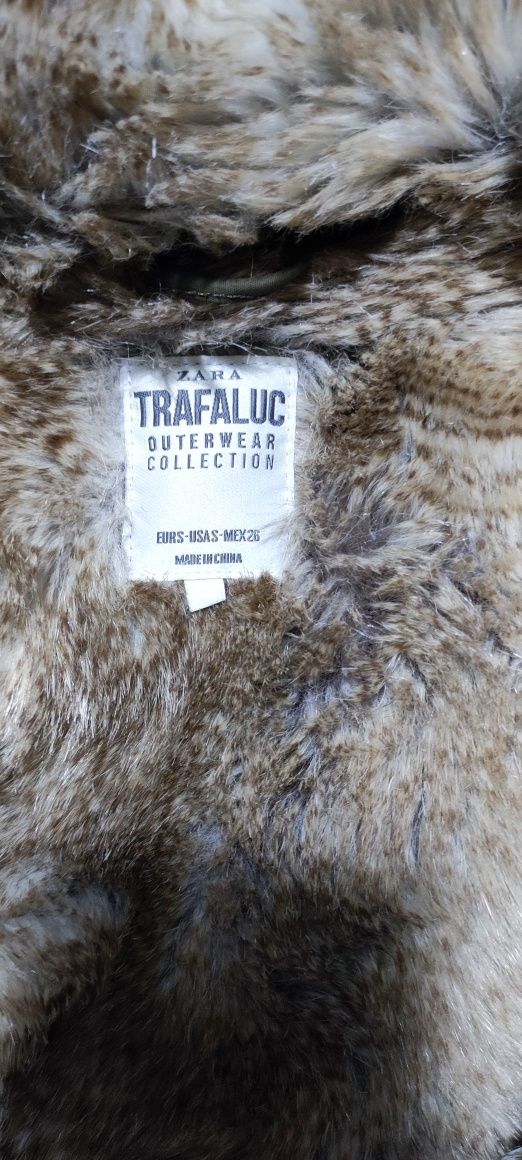 ZARA
TRAFALUC
OUTERWEAR
COLLECTION
EURS-USAS-MEX26
MADE IN CHINA